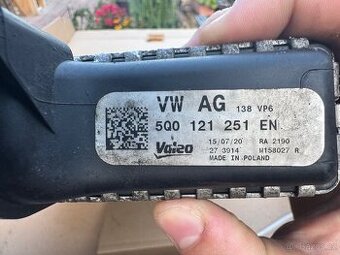 VW AG 138 VP6
5Q0 121 251 EN
Valeo 15/07/20 RA 2190
27 3914 M158027 R
MADE IN POLAND